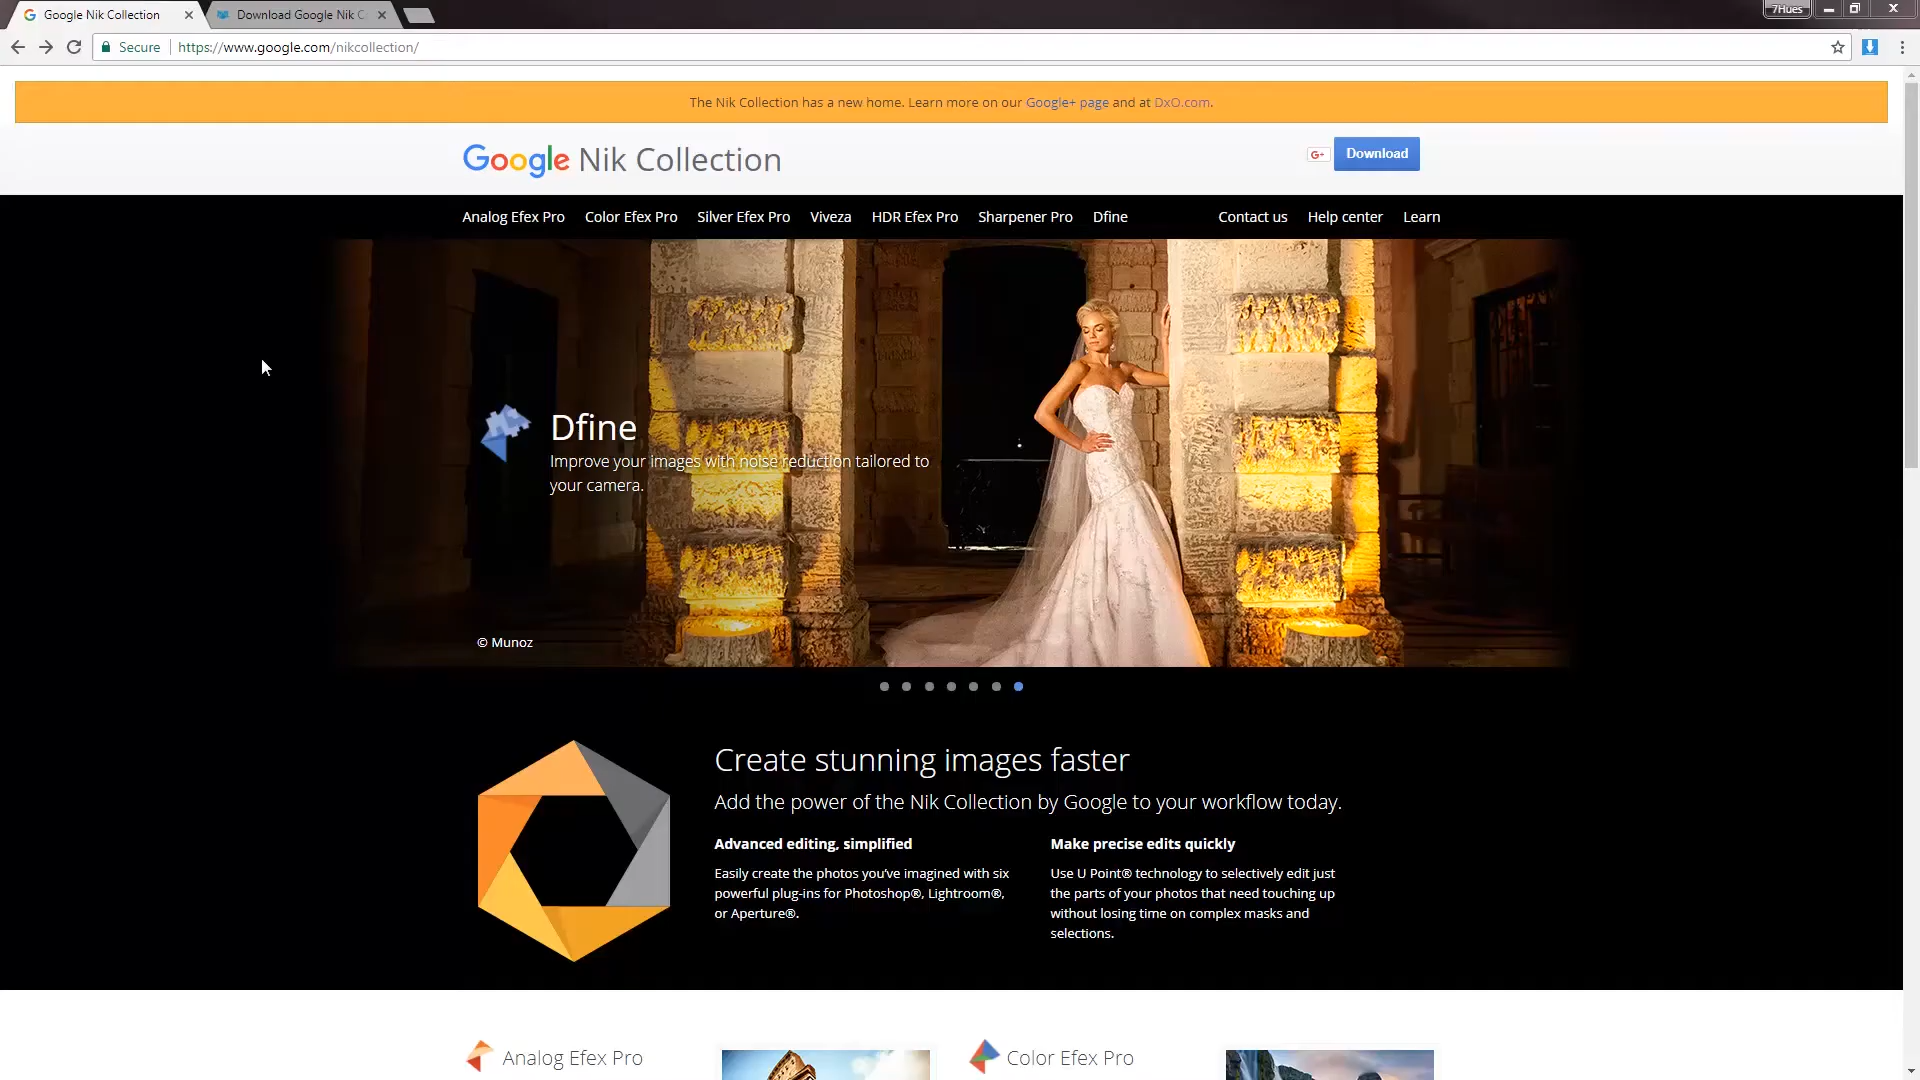 Google Nik Collection
Download Google Nik C
7Hues
Secure
https://www.google.com/nikcollection/
The Nik Collection has a new home. Learn more on our Google+ page and at DxO.com.
Google Nik Collection
G+
Download
Analog Efex Pro
Color Efex Pro
Silver Efex Pro
Viveza
HDR Efex Pro
Sharpener Pro
Dfine
Contact us
Help center
Learn
Dfine
Improve your images with noise reduction tailored to
your camera.
© Munoz
Create stunning images faster
Add the power of the Nik Collection by Google to your workflow today.
Advanced editing, simplified
Easily create the photos you’ve imagined with six
powerful plug-ins for Photoshop®, Lightroom®,
or Aperture®.
Make precise edits quickly
Use U Point® technology to selectively edit just
the parts of your photos that need touching up
without losing time on complex masks and
selections.
Analog Efex Pro
Color Efex Pro